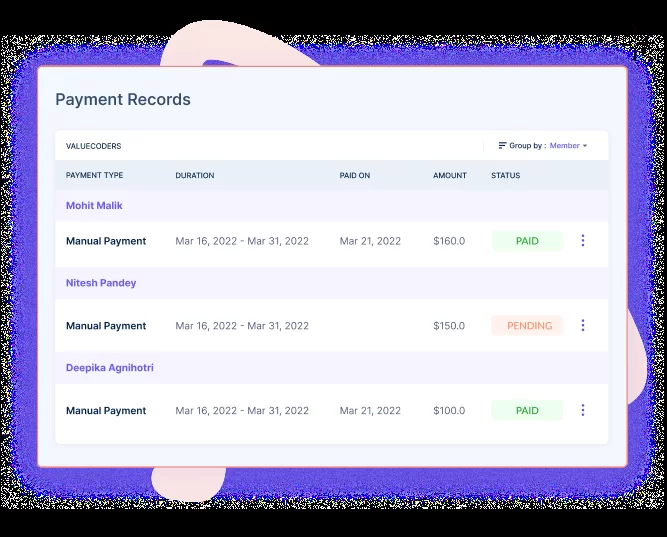 Payment Records
VALUECODERS Group by : Member
PAYMENT TYPE DURATION PAID ON AMOUNT STATUS
Mohit Malik
Manual Payment Mar 16, 2022 - Mar 31, 2022 Mar 21, 2022 $160.0 PAID
Nitesh Pandey
Manual Payment Mar 16, 2022 - Mar 31, 2022 $150.0 PENDING
Deepika Agnihotri
Manual Payment Mar 16, 2022 - Mar 31, 2022 Mar 21, 2022 $100.0 PAID